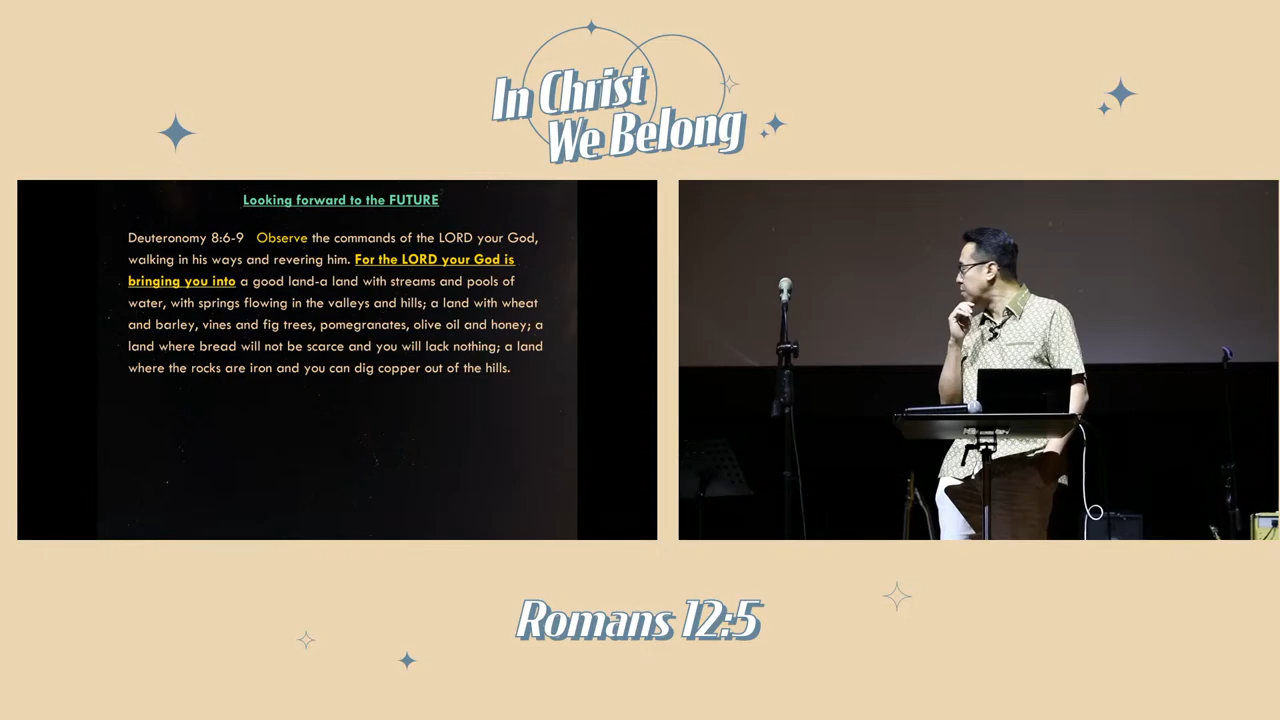 In Christ
We Belong
Looking forward to the FUTURE
Deuteronomy 8:6-9 Observe the commands of the LORD your God,
walking in his ways and revering him. For the LORD your God is
bringing you into a good land-a land with streams and pools of
water, with springs flowing in the valleys and hills; a land with wheat
and barley, vines and fig trees, pomegranates, olive oil and honey; a
land where bread will not be scarce and you will lack nothing; a land
where the rocks are iron and you can dig copper out of the hills.
Romans 12:5